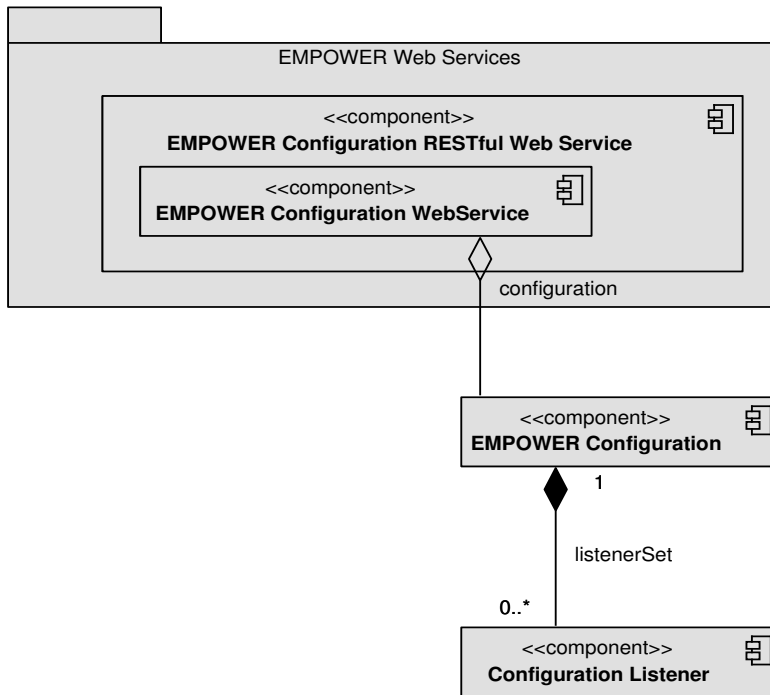 EMPOWER Web Services
<<component>>
EMPOWER Configuration RESTful Web Service
<<component>>
EMPOWER Configuration WebService
configuration
<<component>>
EMPOWER Configuration
1
listenerSet
0..*
<<component>>
Configuration Listener